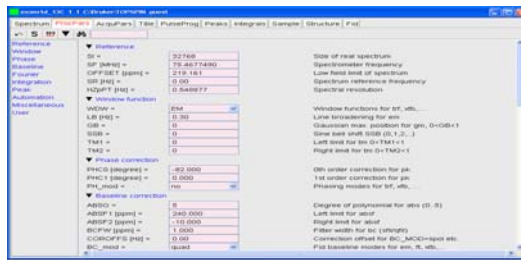 exam1d_13C 1 1 C:\Bruker\TOPSPIN guest
Spectrum ProcPars AcquPars Title PulseProg Peaks Integrals Sample Structure Fid
S
Reference
Window
Phase
Baseline
Fourier
Integration
Peak
Automation
Miscellaneous
User
Reference
SI = 32768 Size of real spectrum
SF [MHz] = 75.4677490 Spectrometer frequency
OFFSET [ppm] = 219.161 Low field limit of spectrum
SR [Hz] = 0.00 Spectrum reference frequency
HZpPT [Hz] = 0.548877 Spectral resolution
Window function
WDW = EM Window functions for trf, xfb,...
LB [Hz] = 0.30 Line broadening for em
GB = 0 Gaussian max. position for gm, 0<GB<1
SSB = 0 Sine bell shift SSB (0,1,2,..)
TM1 = 0 Left limit for tm 0<TM1<1
TM2 = 0 Right limit for tm 0<TM2<1
Phase correction
PHC0 [degree] = -82.000 0th order correction for pk
PHC1 [degree] = 0.000 1st order correction for pk
PH_mod = no Phasing modes for trf, xfb,...
Baseline correction
ABSG = 5 Degree of polynomial for abs (0..5)
ABSF1 [ppm] = 240.000 Left limit for absf
ABSF2 [ppm] = -10.000 Right limit for absf
BCFW [ppm] = 1.000 Filter width for bc (sfil/qfil)
COROFFS [Hz] = 0.00 Correction offset for BC_MOD=spol etc.
BC_mod = quad Fid baseline modes for em, ft, xfb,...